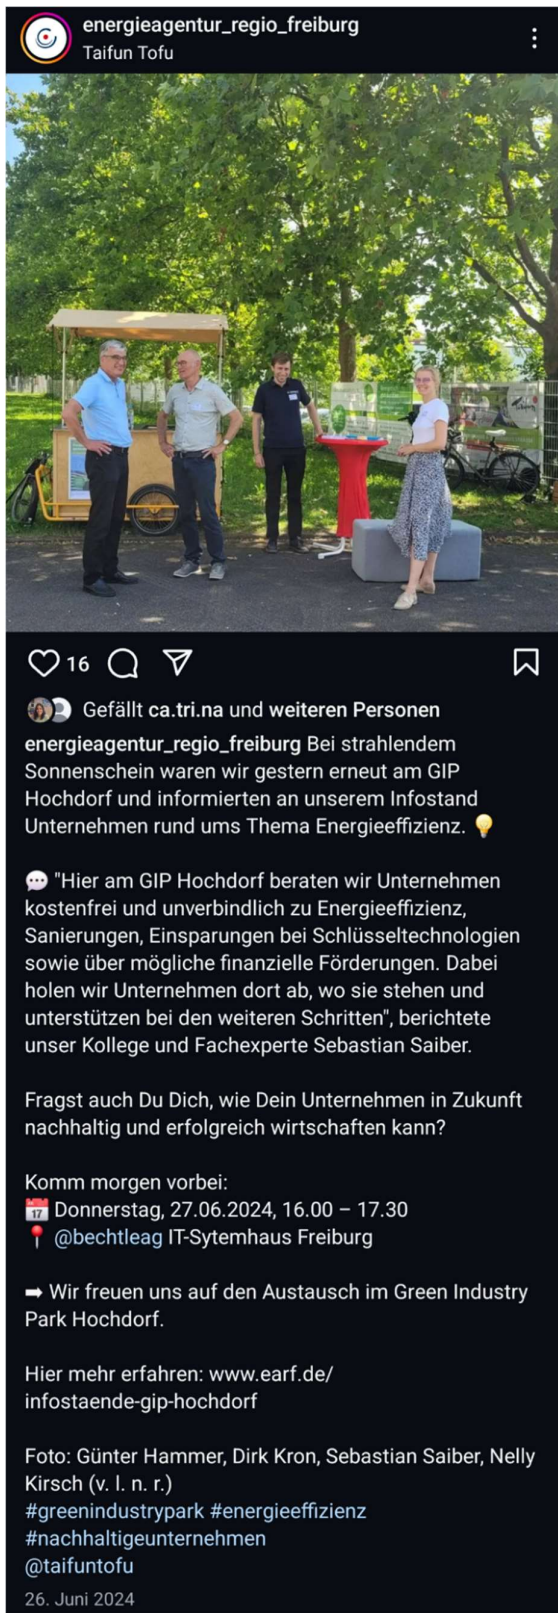 energieagentur_regio_freiburg
Taifun Tofu
16
Gefällt ca.tri.na und weiteren Personen
energieagentur_regio_freiburg Bei strahlendem
Sonnenschein waren wir gestern erneut am GIP
Hochdorf und informierten an unserem Infostand
Unternehmen rund ums Thema Energieeffizienz. 💡
💬 "Hier am GIP Hochdorf beraten wir Unternehmen
kostenfrei und unverbindlich zu Energieeffizienz,
Sanierungen, Einsparungen bei Schlüsseltechnologien
sowie über mögliche finanzielle Förderungen. Dabei
holen wir Unternehmen dort ab, wo sie stehen und
unterstützen bei den weiteren Schritten", berichtete
unser Kollege und Fachexperte Sebastian Saiber.
Fragst auch Du Dich, wie Dein Unternehmen in Zukunft
nachhaltig und erfolgreich wirtschaften kann?
Komm morgen vorbei:
📅 Donnerstag, 27.06.2024, 16.00 – 17.30
📍 @bechtleag IT-Sytemhaus Freiburg
➡ Wir freuen uns auf den Austausch im Green Industry
Park Hochdorf.
Hier mehr erfahren: www.earf.de/
infostaende-gip-hochdorf
Foto: Günter Hammer, Dirk Kron, Sebastian Saiber, Nelly
Kirsch (v. l. n. r.)
#greenindustrypark #energieeffizienz
#nachhaltigeunternehmen
@taifuntofu
26. Juni 2024